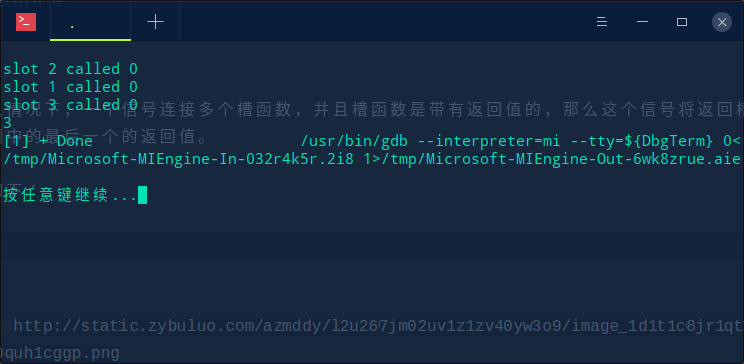 slot 2 called 0
slot 1 called 0
情况下，一个信号连接多个槽函数，并且槽函数是带有返回值的，那么这个信号将返回槽
slot 3 called 0
3
中的最后一个的返回值。
[1] + Done                       /usr/bin/gdb --interpreter=mi --tty=${DbgTerm} 0<
/tmp/Microsoft-MIEngine-In-032r4k5r.2i8 1>/tmp/Microsoft-MIEngine-Out-6wk8zrue.aie
按任意键继续...
http://static.zybuluo.com/azmddy/l2u267jm02uv1z1zv40yw3o9/image_1d1t1c8jr1qt
0quh1cggp.png